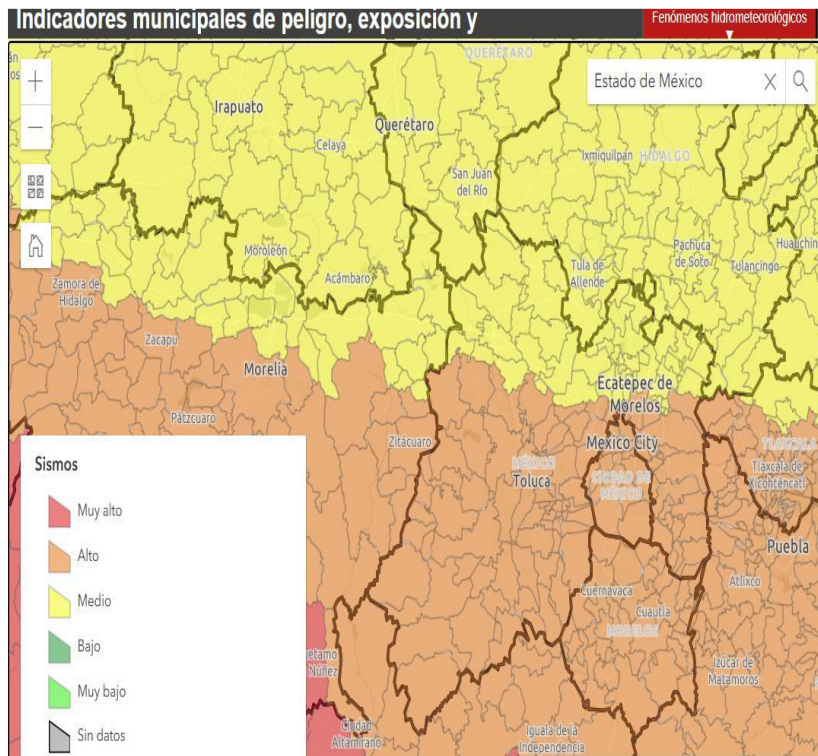 Indicadores municipales de peligro, exposición y
Fenómenos hidrometeorológicos
Estado de México
QUERÉTARO
Irapuato
Querétaro
Celaya
Ixmiquilpan
HIDALGO
San Juan
del Río
Moroleón
Acámbaro
Tula de
Allende
Pachuca
de Soto
Tulancingo
Huauchin
Zamora de
Hidalgo
Zacapu
Morelia
Pátzcuaro
Zitácuaro
Ecatepec de
Morelos
Mexico City
MÉXICO
Toluca
CIUDAD DE
MÉXICO
TLAXCALA
Tlaxcala de
Xicohténcatl
Puebla
Atlixco
Cuernavaca
Cuautla
MORELOS
Izúcar de
Matamoros
etamo
Núñez
Ciudad
Altamirano
Iguala de la
Independencia
Sismos
Muy alto
Alto
Medio
Bajo
Muy bajo
Sin datos